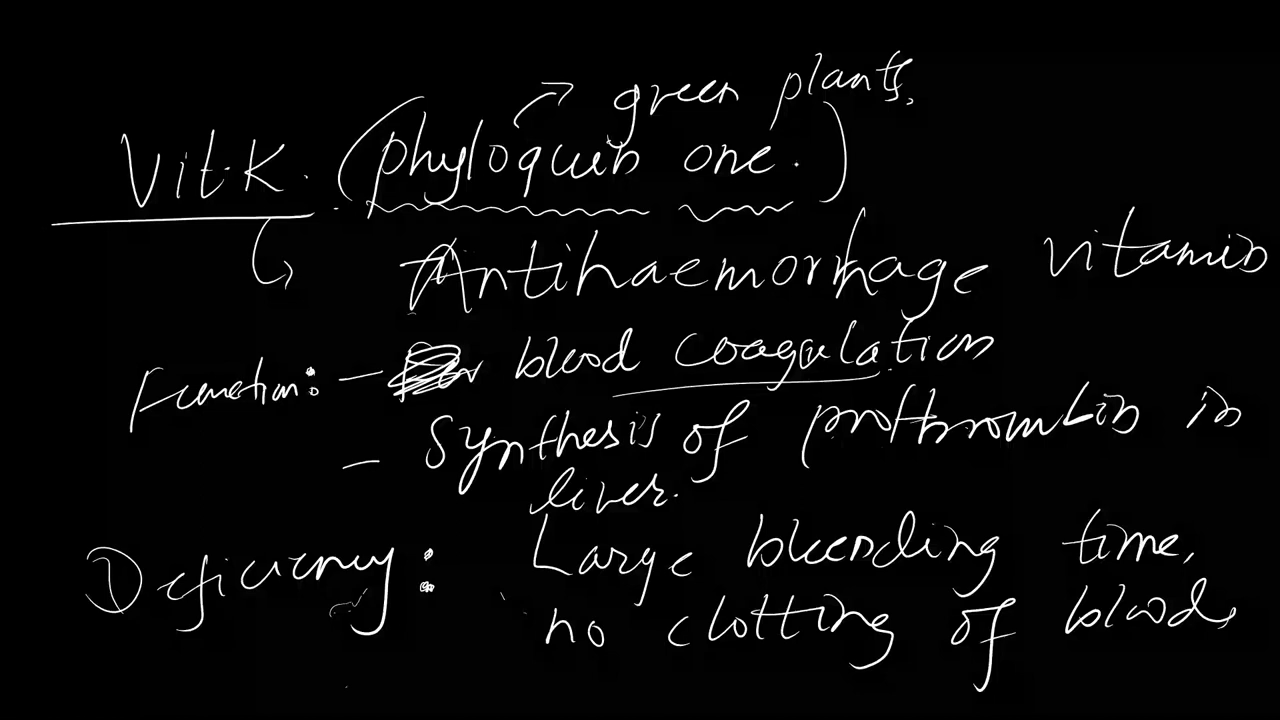 → green plants.
Vit.K. (phyloquin one.)
Antihaemorrhage vitamin
Function: - blood coagulation
- Synthesis of prothrombin in
liver.
Deficiency: Large bleending time,
no clotting of blood.